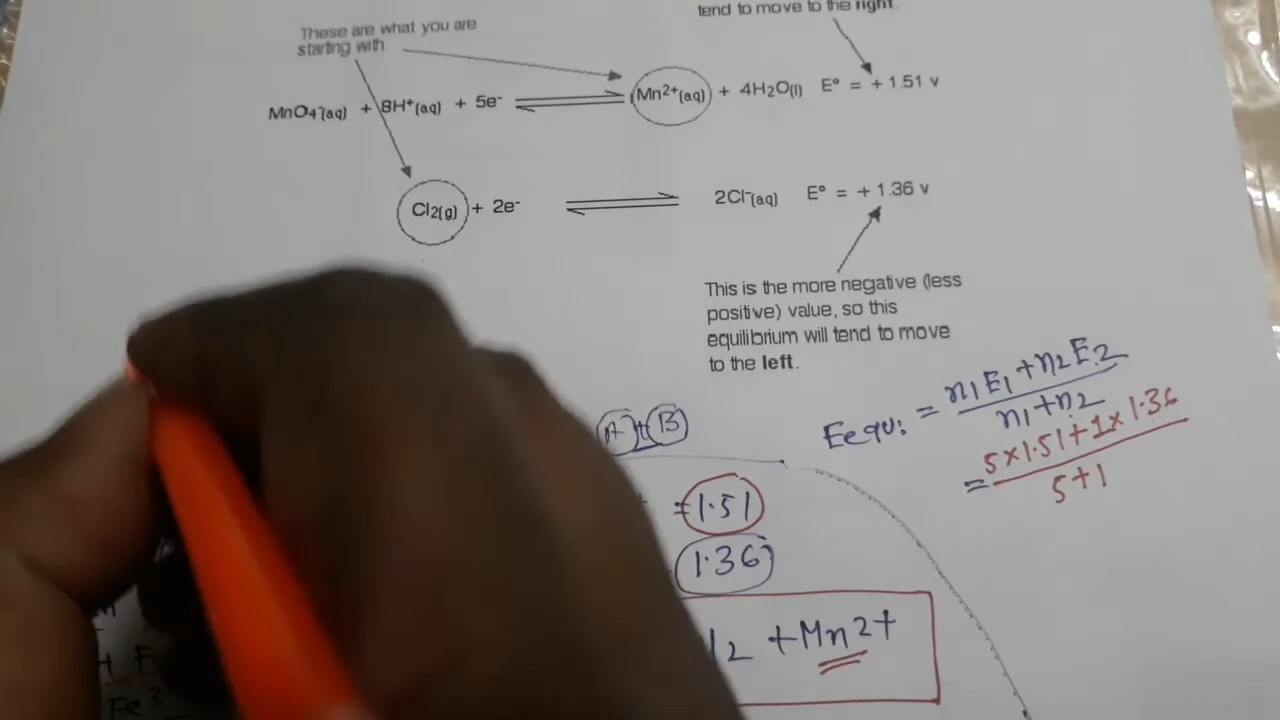 tend to move to the right.
These are what you are
starting with.
MnO4⁻(aq) + 8H⁺(aq) + 5e⁻ ⇌ Mn²⁺(aq) + 4H₂O(l) E° = + 1.51 v
Cl₂(g) + 2e⁻ ⇌ 2Cl⁻(aq) E° = + 1.36 v
This is the more negative (less
positive) value, so this
equilibrium will tend to move
to the left.
Eequi = n1E1 + n2E2
n1 + n2
= 5×1.51+1×1.36
5+1
A + B
= 1.51
1.36
+ Mn2+
Fe3